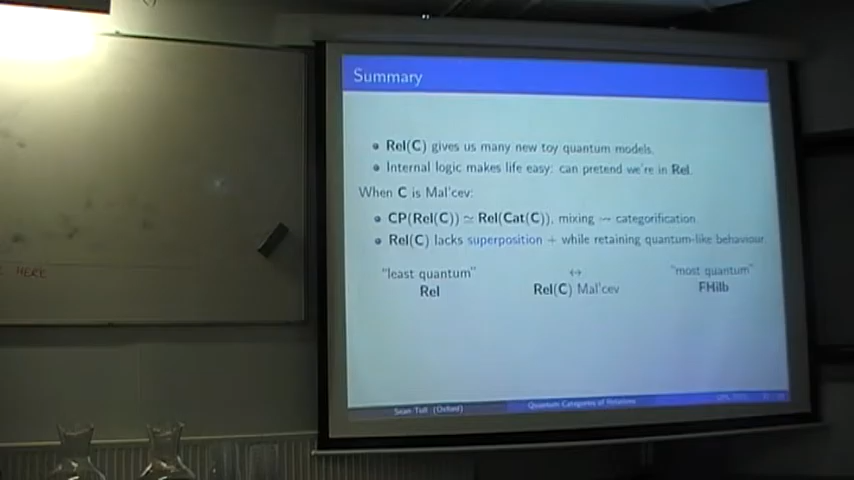 Summary
Rel(C) gives us many new toy quantum models.
Internal logic makes life easy: can pretend we're in Rel.
When C is Mal'cev:
CP(Rel(C)) ≃ Rel(Cat(C)), mixing ⇝ categorification.
Rel(C) lacks superposition + while retaining quantum-like behaviour.
"least quantum" ↔ "most quantum"
Rel Rel(C) Mal'cev FHilb
HERE
Sean Tull (Oxford) Quantum Categories of Relations